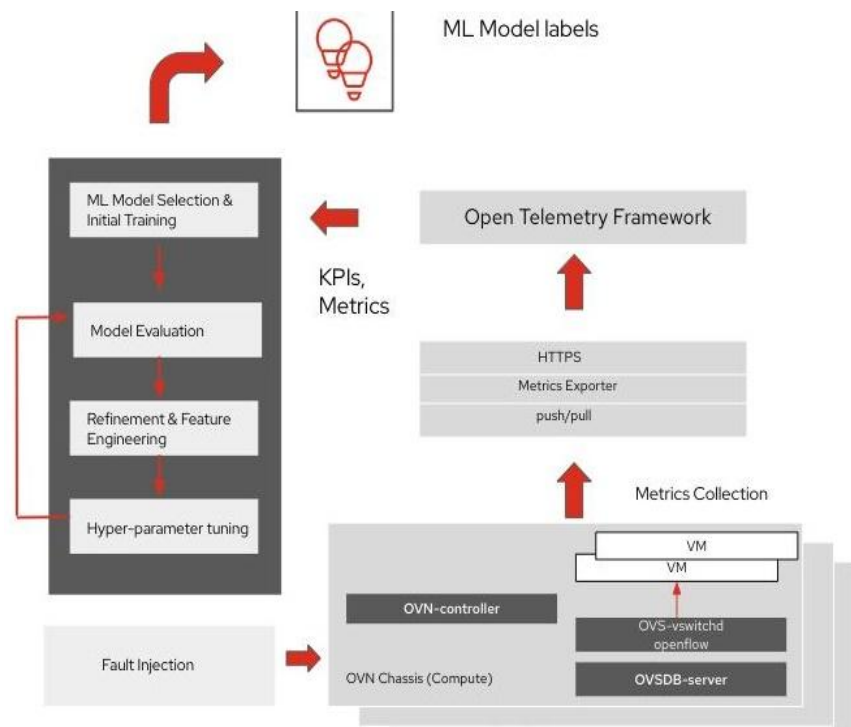 ML Model labels
ML Model Selection &
Initial Training
Model Evaluation
Refinement & Feature
Engineering
Hyper-parameter tuning
Fault Injection
Open Telemetry Framework
KPIs,
Metrics
HTTPS
Metrics Exporter
push/pull
Metrics Collection
VM
VM
OVN-controller
OVS-vswitchd
openflow
OVN Chassis (Compute)
OVSDB-server